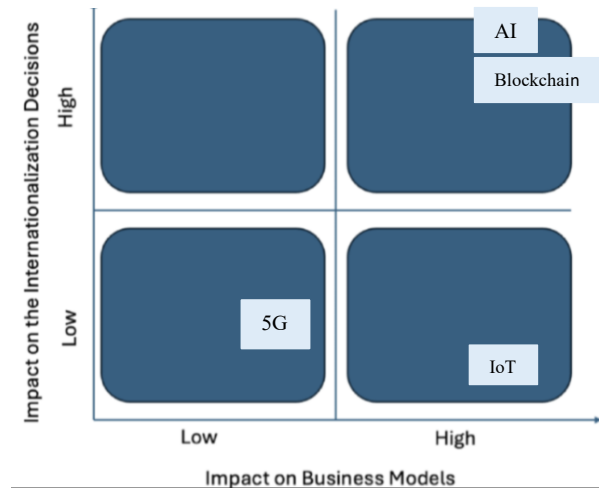 Impact on the Internationalization Decisions
High
Low
AI
Blockchain
5G
IoT
Low
High
Impact on Business Models